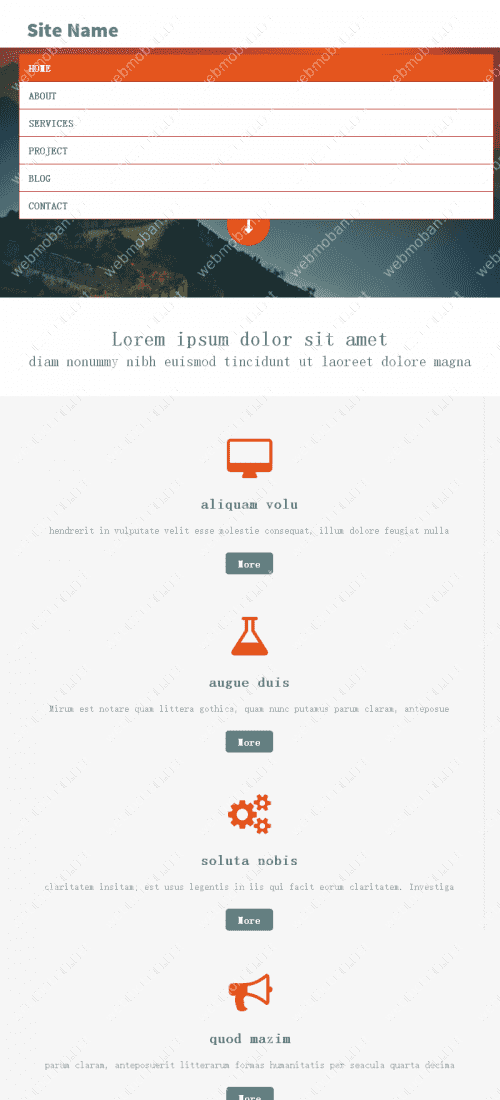 Site Name
HOME
ABOUT
SERVICES
PROJECT
BLOG
CONTACT
Lorem ipsum dolor sit amet
diam nonummy nibh euismod tincidunt ut laoreet dolore magna
aliquam volu
hendrerit in vulputate velit esse molestie consequat, illum dolore feugiat nulla
More
augue duis
Mirum est notare quam littera gothica, quam nunc putamus parum claram, anteposue
More
soluta nobis
claritatem insitam; est usus legentis in iis qui facit eorum claritatem. Investiga
More
quod mazim
parum claram, anteposuerit litterarum formas humanitatis per seacula quarta decima
More